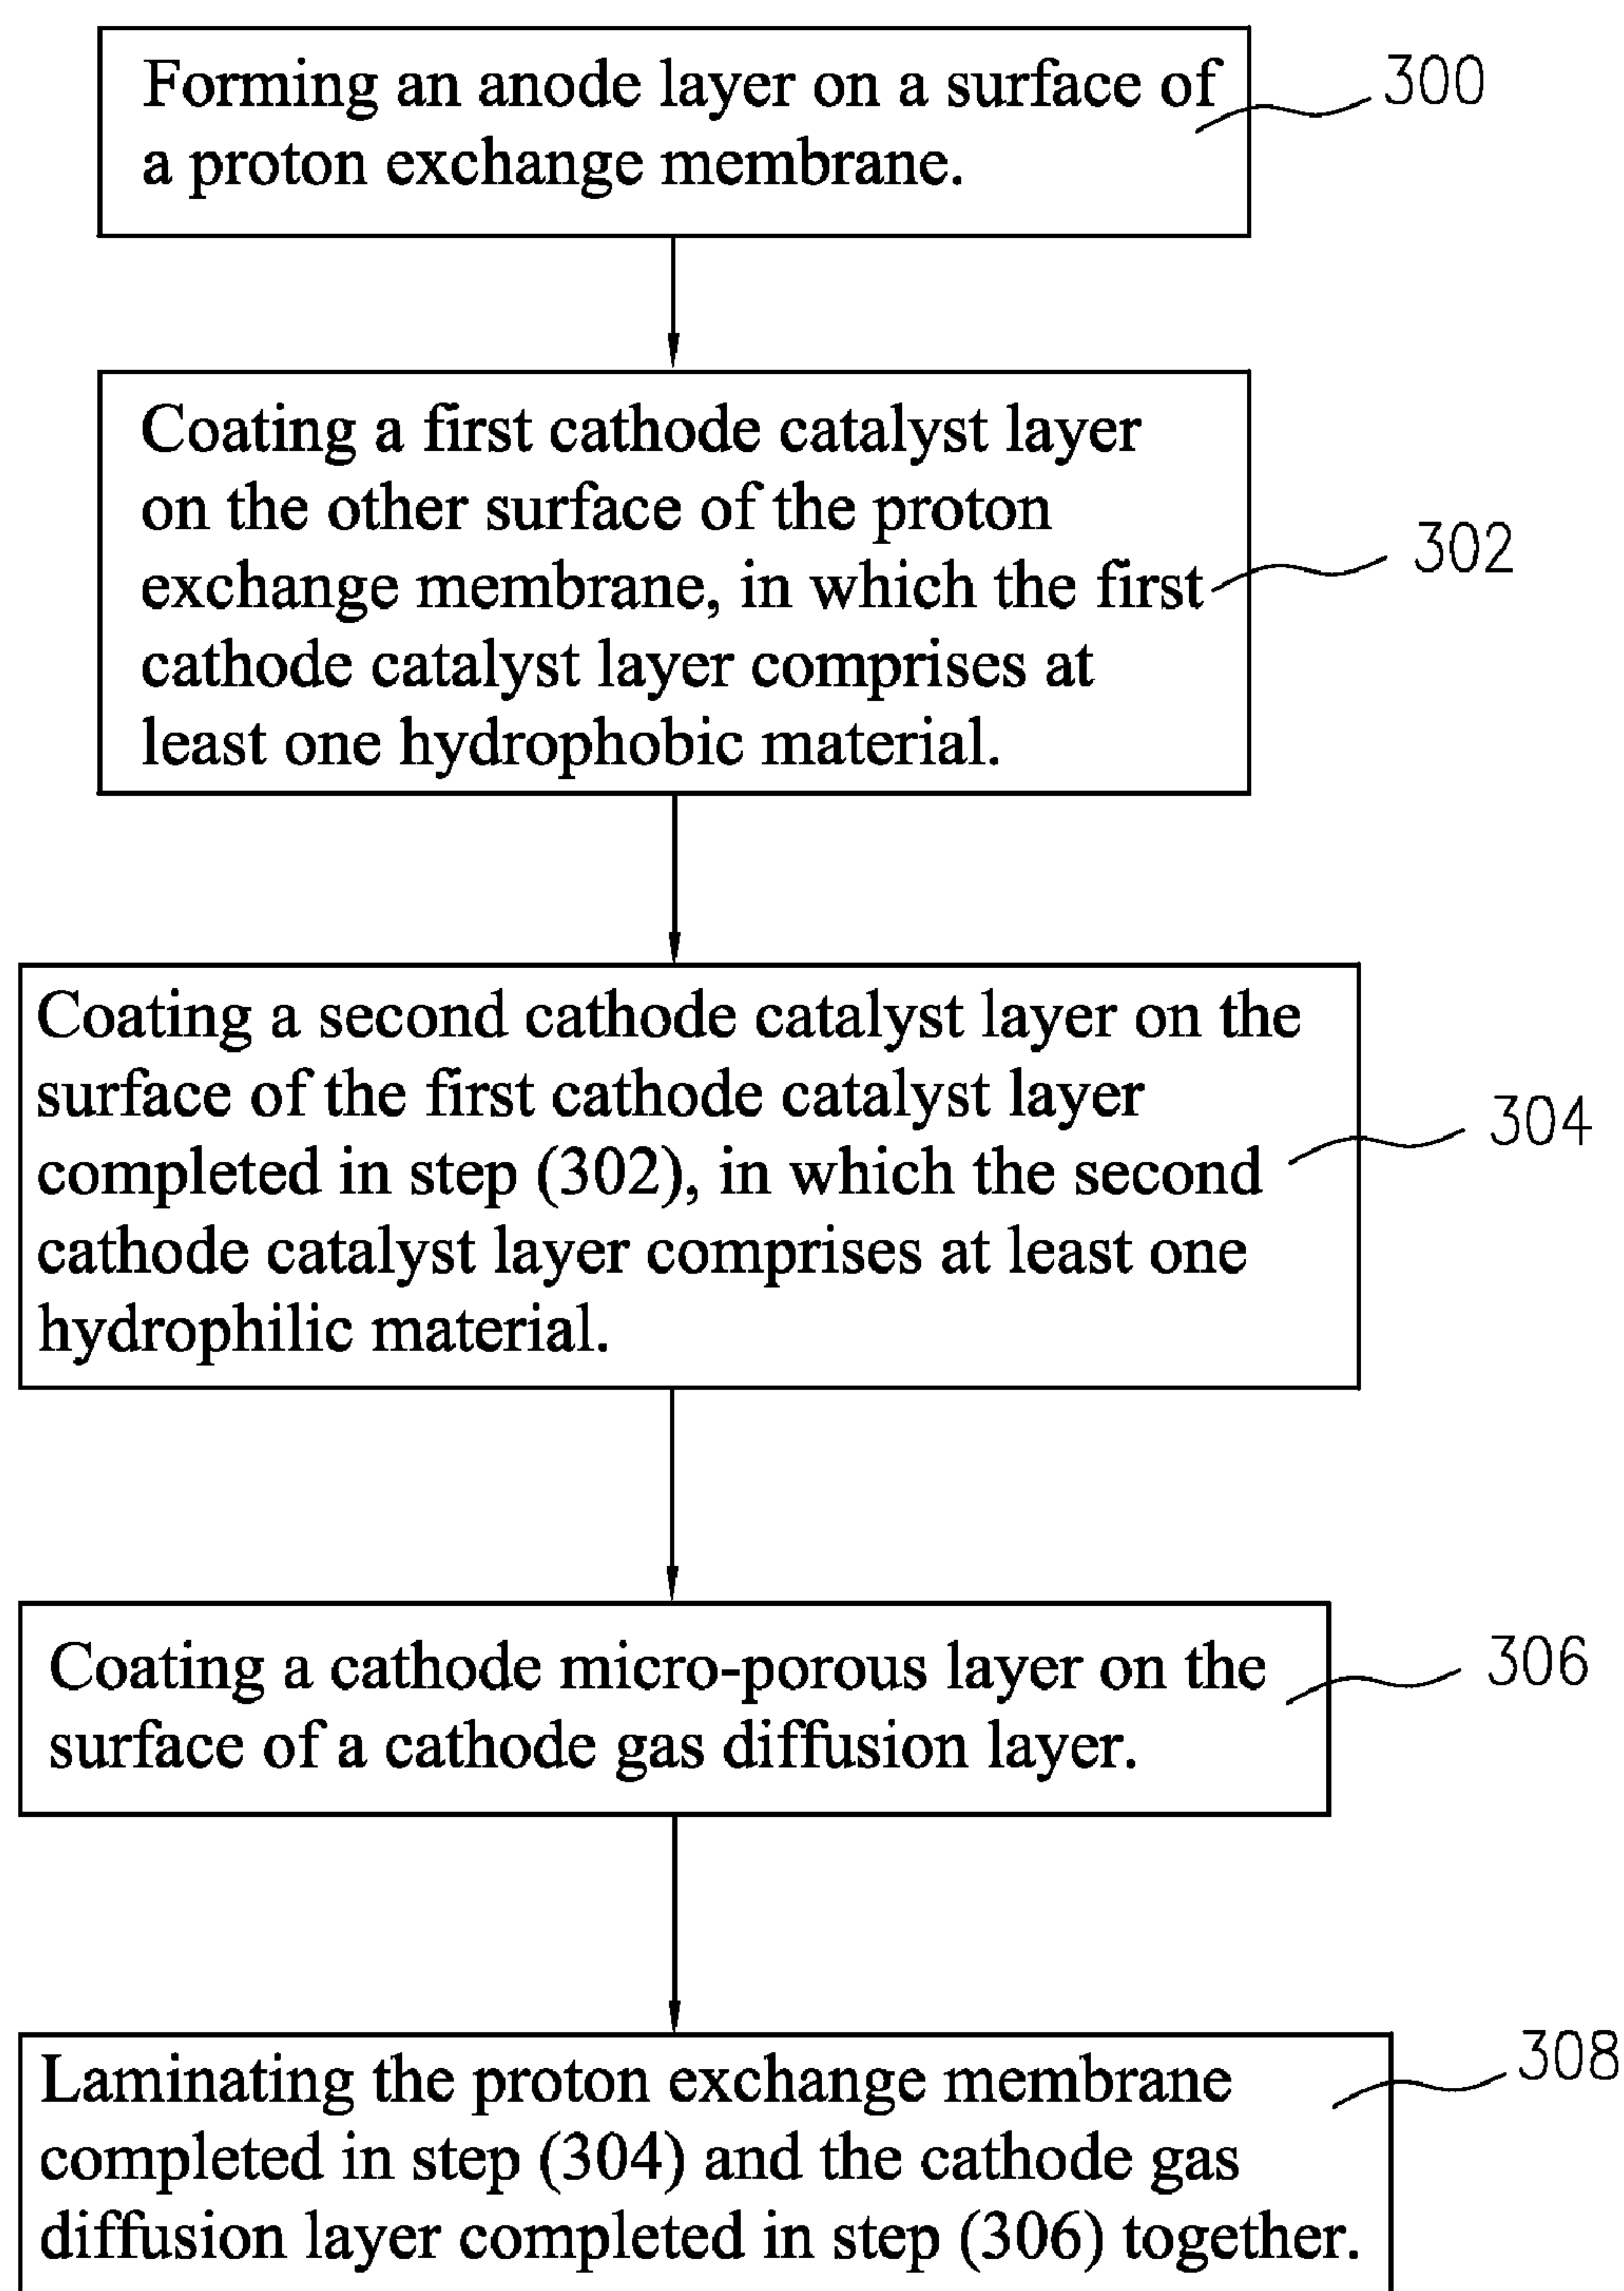 Forming an anode layer on a surface of
a proton exchange membrane.
300
Coating a first cathode catalyst layer
on the other surface of the proton
exchange membrane, in which the first
cathode catalyst layer comprises at
least one hydrophobic material.
302
Coating a second cathode catalyst layer on the
surface of the first cathode catalyst layer
completed in step (302), in which the second
cathode catalyst layer comprises at least one
hydrophilic material.
304
Coating a cathode micro-porous layer on the
surface of a cathode gas diffusion layer.
306
Laminating the proton exchange membrane
completed in step (304) and the cathode gas
diffusion layer completed in step (306) together.
308